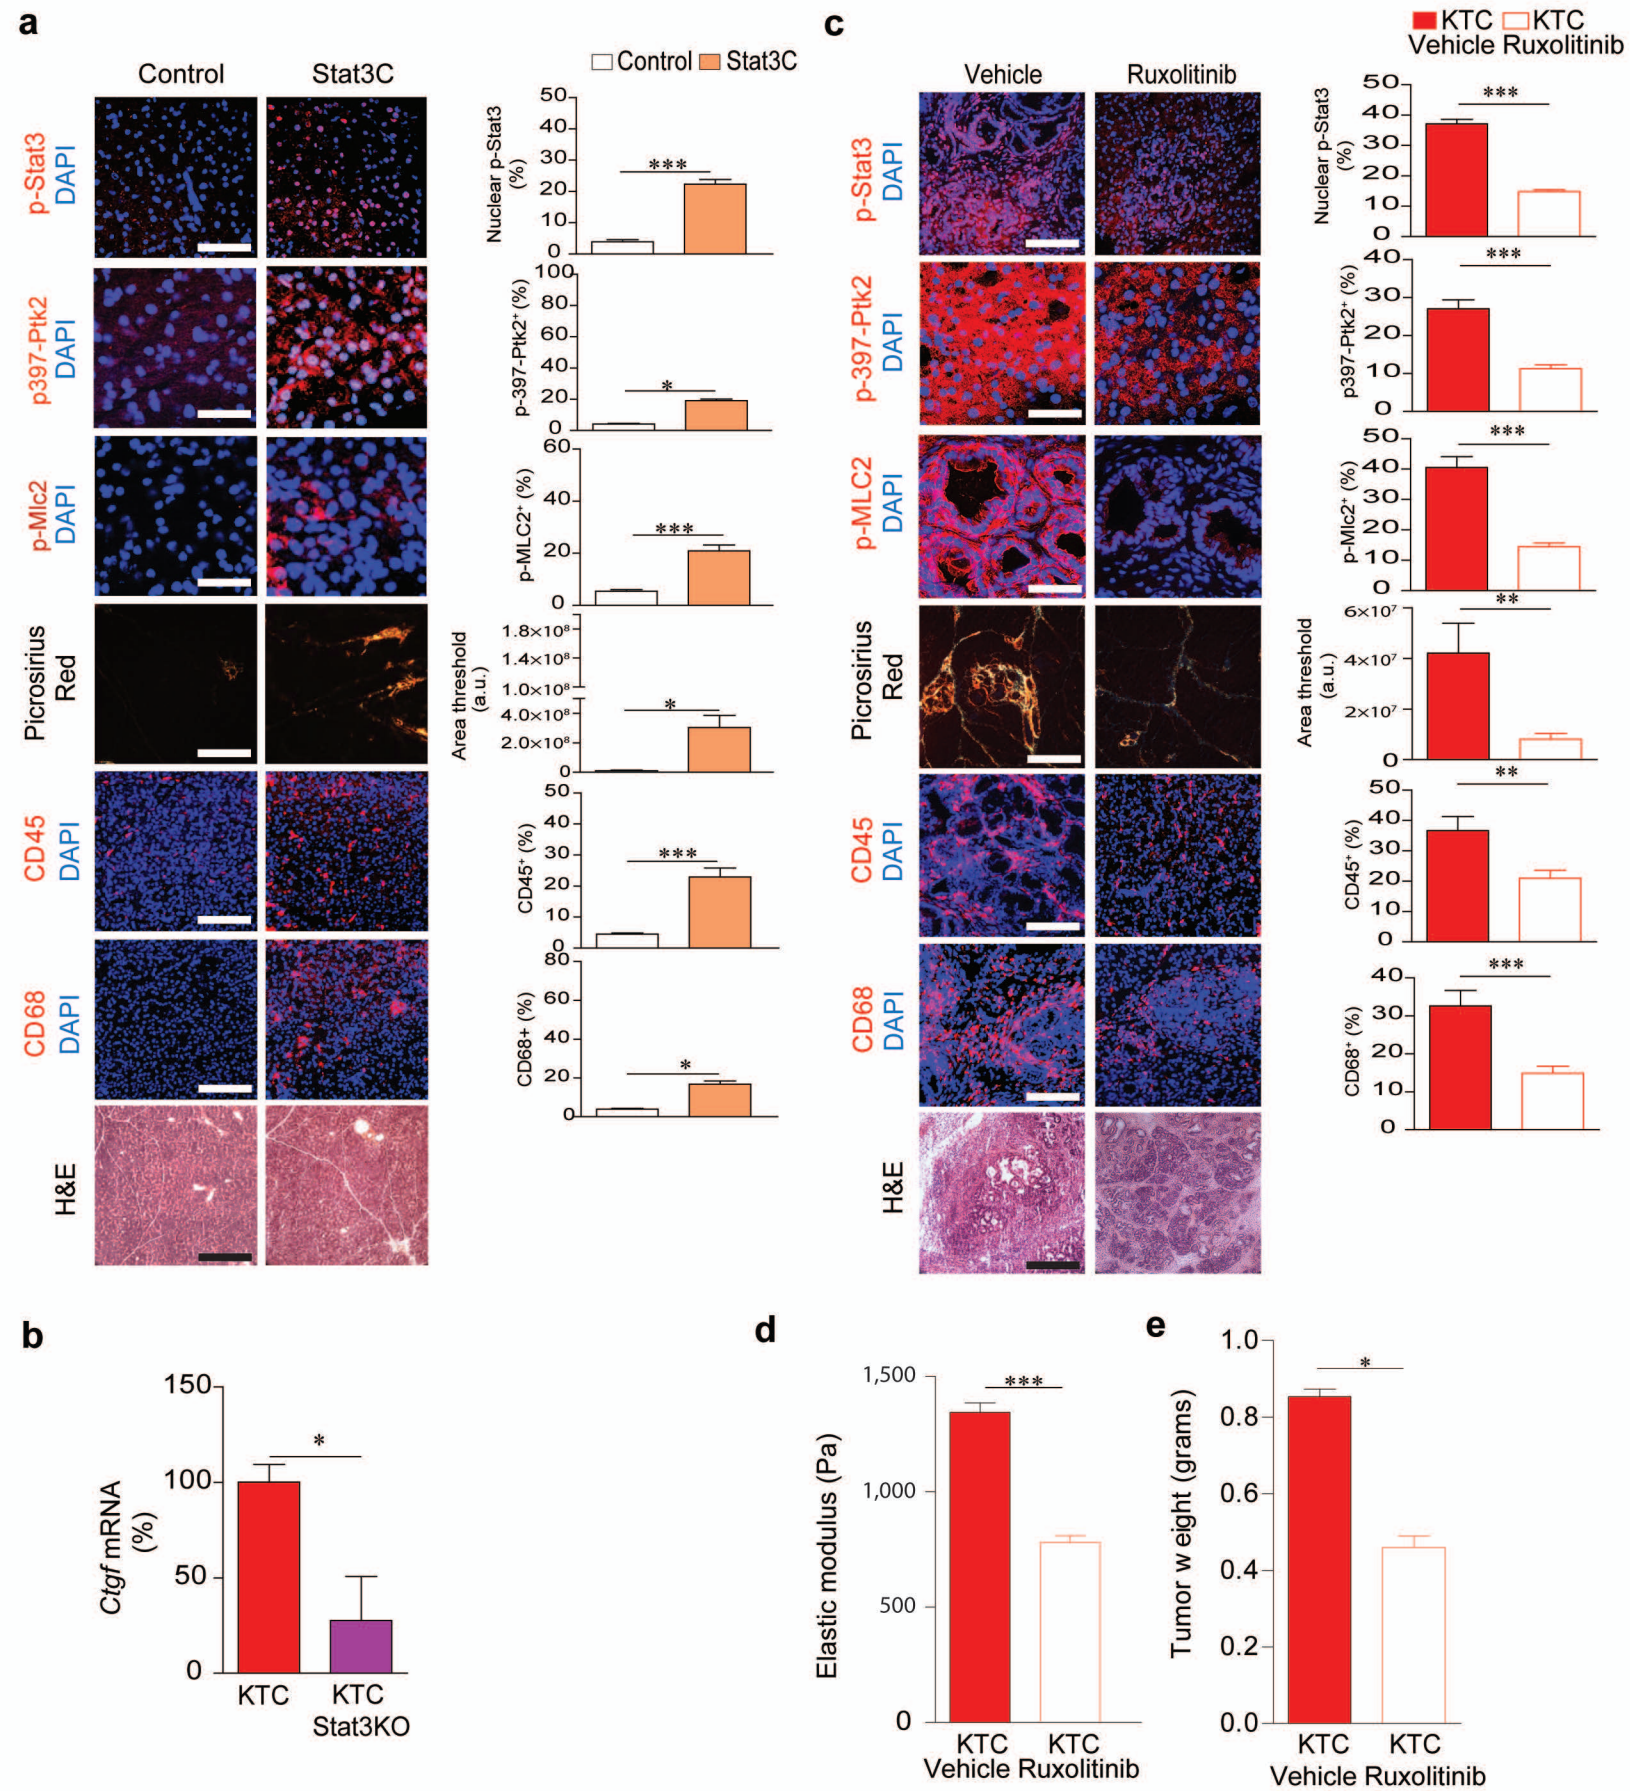 a
Control
Stat3C
Control
Stat3C
p-Stat3
DAPI
Nuclear p-Stat3
(%)
50
40
30
20
10
0
***
p397-Ptk2
DAPI
p-397-Ptk2⁺ (%)
100
80
60
40
20
0
*
p-Mlc2
DAPI
p-MLC2⁺ (%)
60
40
20
0
***
Picrosirius
Red
Area threshold
(a.u.)
1.8×10⁸
1.4×10⁸
1.0×10⁸
4.0×10⁸
2.0×10⁸
0
*
CD45
DAPI
CD45⁺ (%)
50
40
30
20
10
0
***
CD68
DAPI
CD68+ (%)
80
60
40
20
0
*
H&E
b
Ctgf mRNA
(%)
150
100
50
0
*
KTC
KTC
Stat3KO
c
KTC
Vehicle
KTC
Ruxolitinib
Vehicle
Ruxolitinib
p-Stat3
DAPI
Nuclear p-Stat3
(%)
50
40
30
20
10
0
***
p-397-Ptk2
DAPI
p397-Ptk2⁺ (%)
40
30
20
10
0
***
p-MLC2
DAPI
p-Mlc2⁺ (%)
50
40
30
20
10
0
***
Picrosirius
Red
Area threshold
(a.u.)
6×10⁷
4×10⁷
2×10⁷
0
**
CD45
DAPI
CD45⁺ (%)
50
40
30
20
10
0
**
CD68
DAPI
CD68⁺ (%)
40
30
20
10
0
***
H&E
d
Elastic modulus (Pa)
1,500
1,000
500
0
***
KTC
Vehicle
KTC
Ruxolitinib
e
Tumor w eight (grams)
1.0
0.8
0.6
0.4
0.2
0.0
*
KTC
Vehicle
KTC
Ruxolitinib